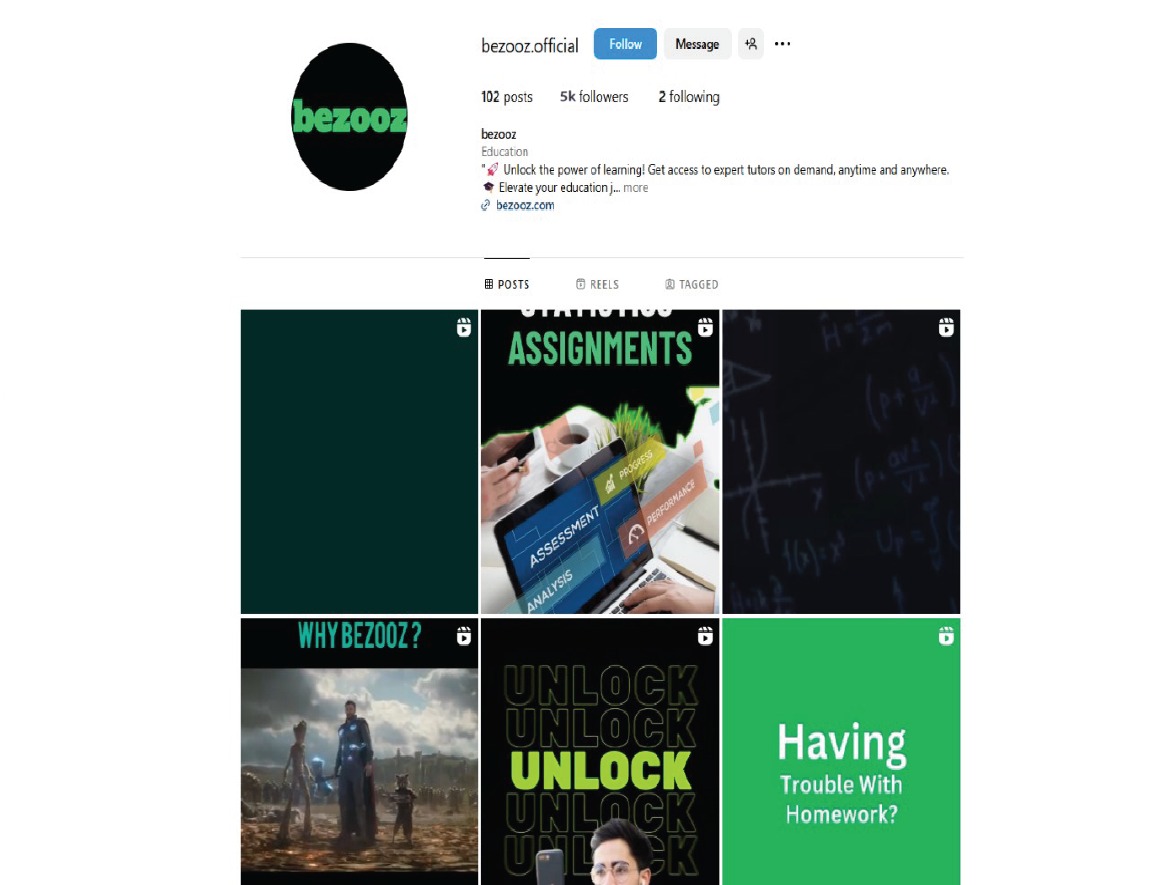 bezooz
bezooz.official Follow Message
102 posts 5k followers 2 following
bezooz
Education
"🚀 Unlock the power of learning! Get access to expert tutors on demand, anytime and anywhere.
🎓 Elevate your education j... more
bezooz.com
POSTS REELS TAGGED
ASSIGNMENTS
PROGRESS
PERFORMANCE
ASSESSMENT
ANALYSIS
WHY BEZOOZ?
UNLOCK
UNLOCK
UNLOCK
UNLOCK
UNLOCK
Having
Trouble With
Homework?